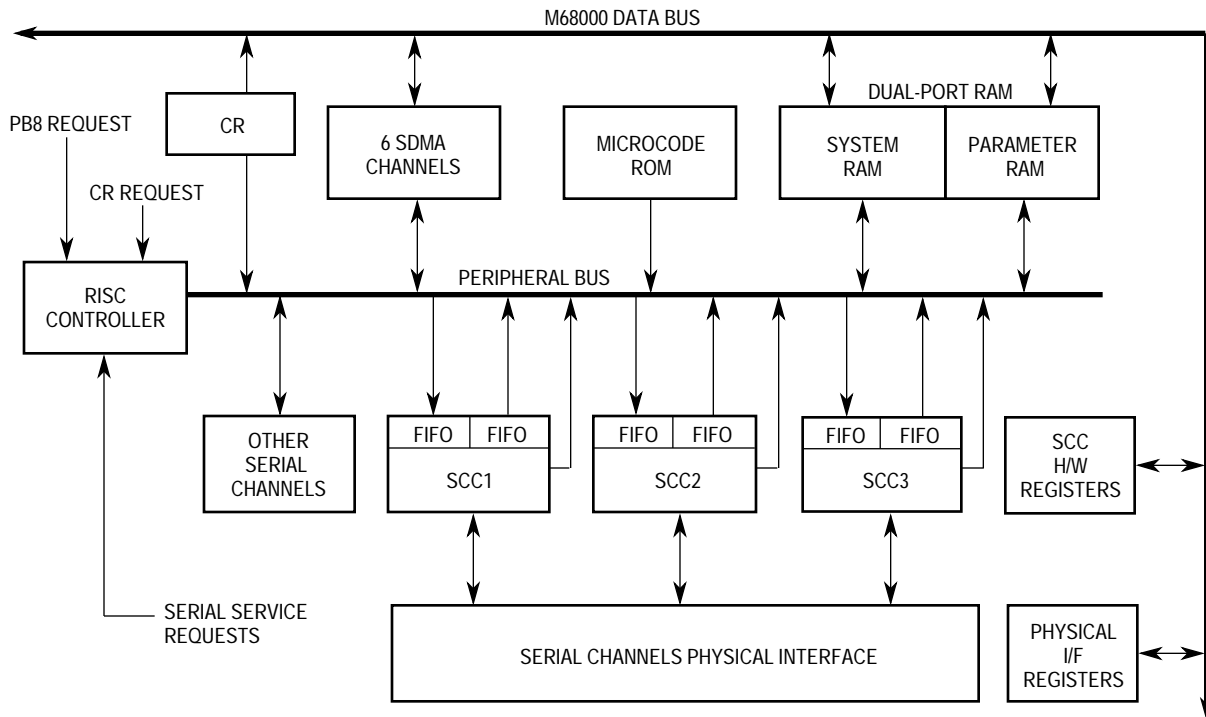 M68000 DATA BUS
DUAL-PORT RAM
PB8 REQUEST
CR
6 SDMA
CHANNELS
MICROCODE
ROM
SYSTEM
RAM
PARAMETER
RAM
CR REQUEST
PERIPHERAL BUS
RISC
CONTROLLER
OTHER
SERIAL
CHANNELS
FIFO FIFO
SCC1
FIFO FIFO
SCC2
FIFO FIFO
SCC3
SCC
H/W
REGISTERS
SERIAL SERVICE
REQUESTS
SERIAL CHANNELS PHYSICAL INTERFACE
PHYSICAL
I/F
REGISTERS